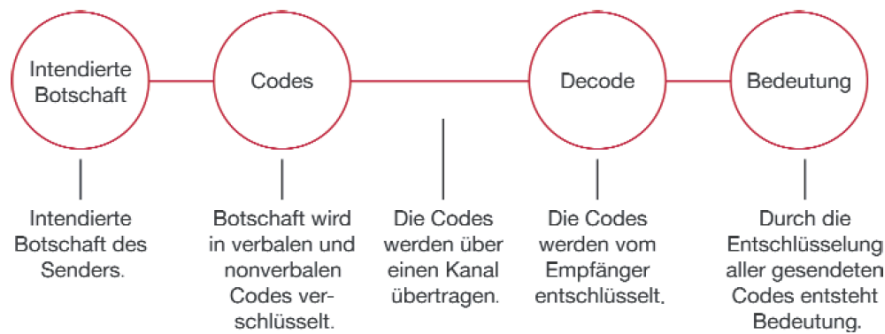 Intendierte
Botschaft
Codes
Decode
Bedeutung
Intendierte
Botschaft des
Senders.
Botschaft wird
in verbalen und
nonverbalen
Codes ver-
schlüsselt.
Die Codes
werden über
einen Kanal
übertragen.
Die Codes
werden vom
Empfänger
entschlüsselt.
Durch die
Entschlüsselung
aller gesendeten
Codes entsteht
Bedeutung.